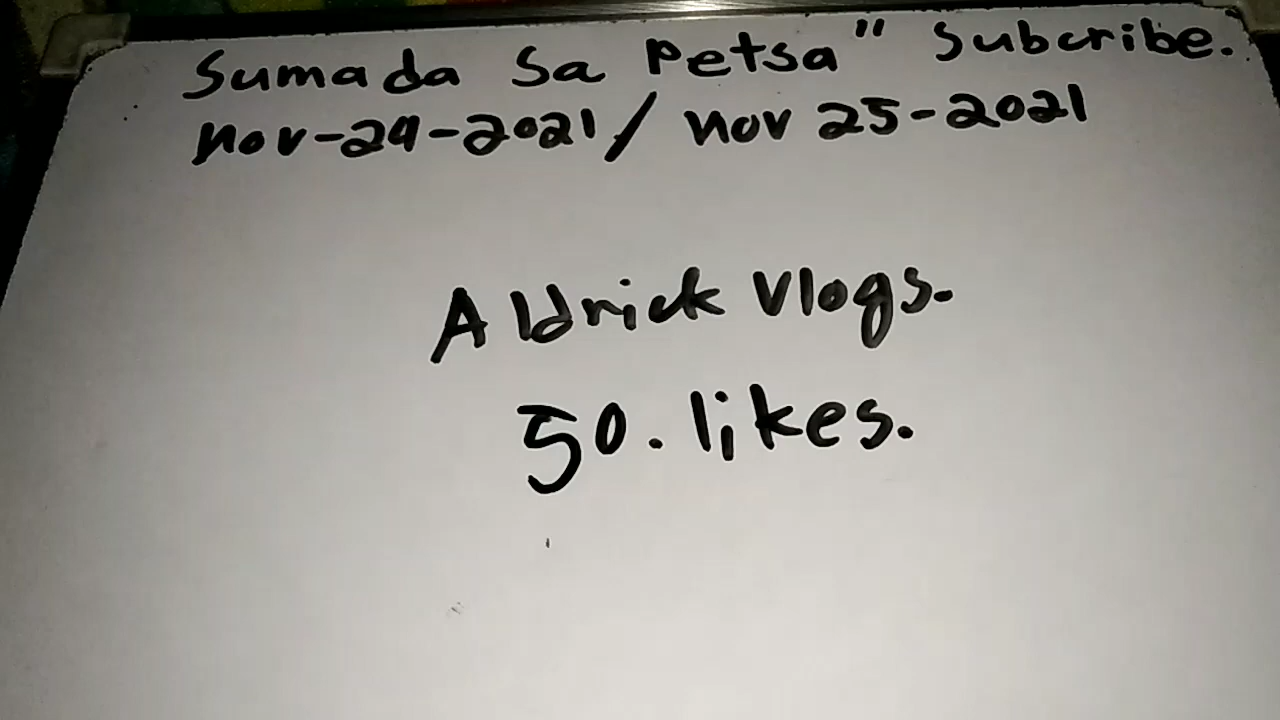 Sumada Sa Petsa" Subcribe.
nov-24-2021/ nov 25-2021
Aldrick Vlogs.
50. likes.